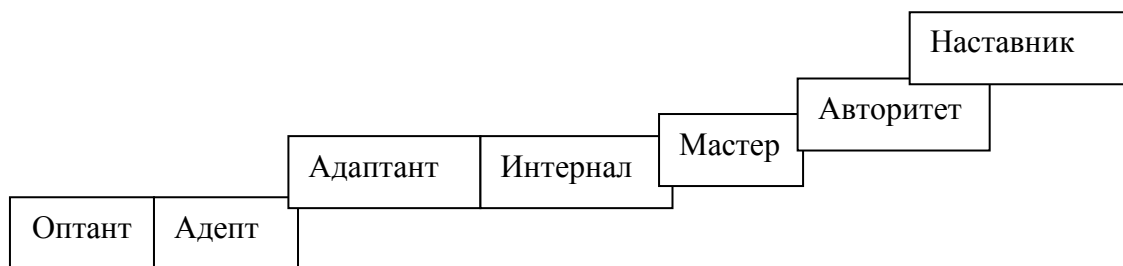 Оптант
Адепт
Адаптант
Интернал
Мастер
Авторитет
Наставник